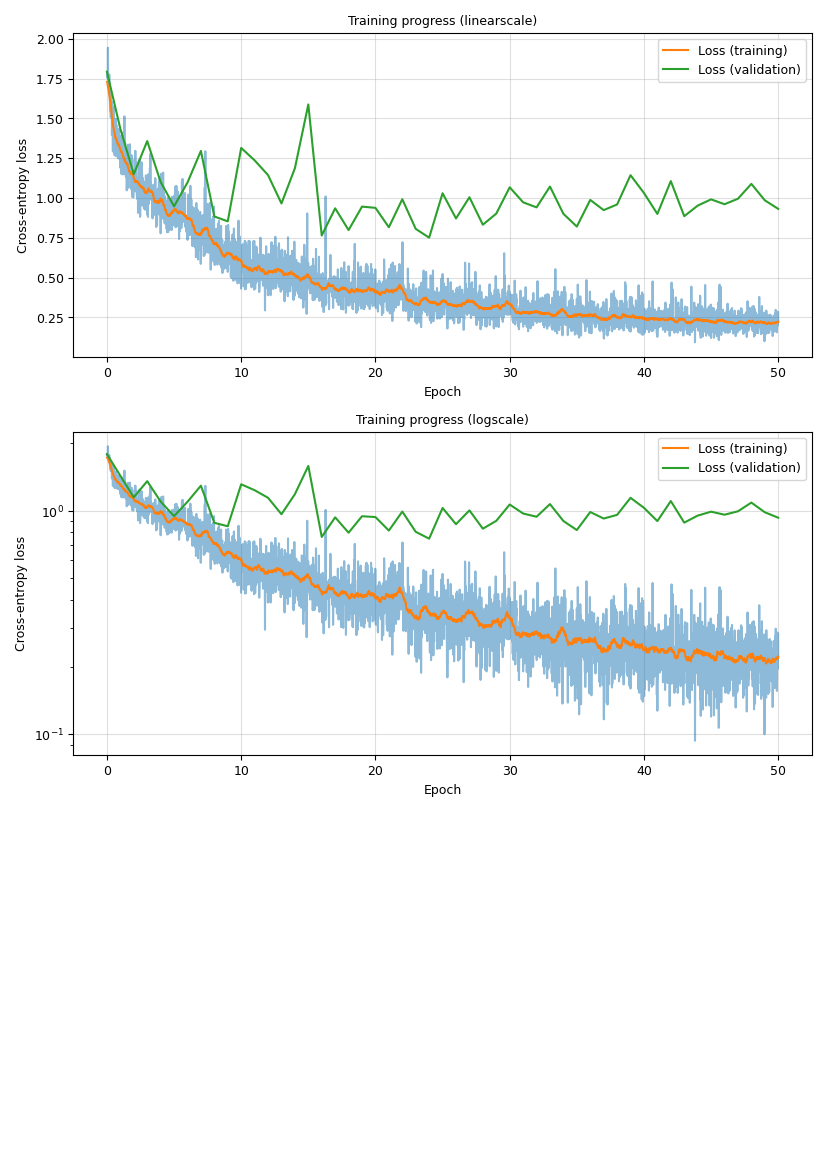 Training progress (linearscale)
2.00
1.75
1.50
1.25
1.00
0.75
0.50
0.25
Cross-entropy loss
Loss (training)
Loss (validation)
0 10 20 30 40 50
Epoch
Training progress (logscale)
10⁰
10⁻¹
Cross-entropy loss
Loss (training)
Loss (validation)
0 10 20 30 40 50
Epoch